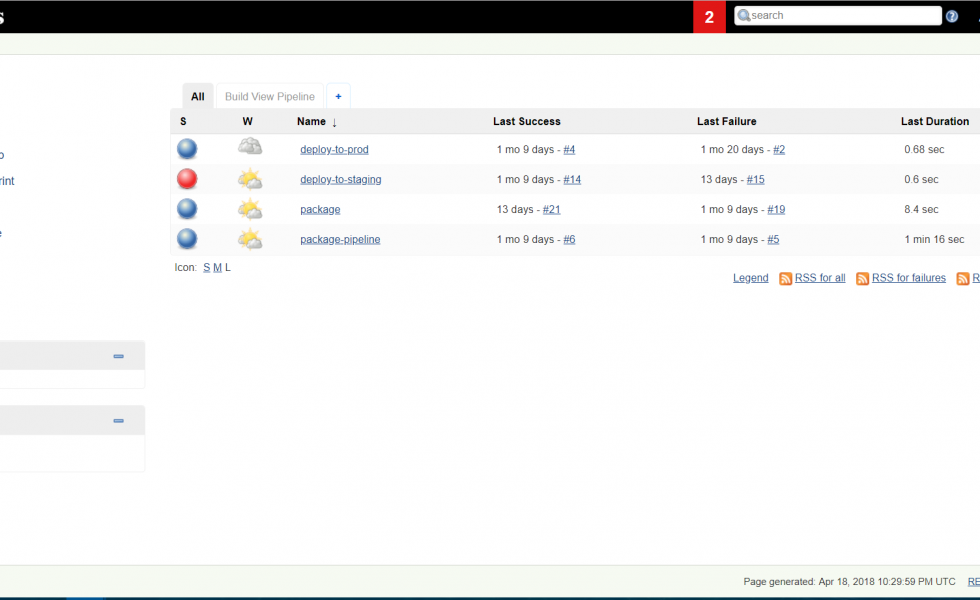 s
2 search
All Build View Pipeline +
S W Name ↓ Last Success Last Failure Last Duration
deploy-to-prod 1 mo 9 days - #4 1 mo 20 days - #2 0.68 sec
o
deploy-to-staging 1 mo 9 days - #14 13 days - #15 0.6 sec
rint
package 13 days - #21 1 mo 9 days - #19 8.4 sec
e
package-pipeline 1 mo 9 days - #6 1 mo 9 days - #5 1 min 16 sec
Icon: S M L
Legend RSS for all RSS for failures R
Page generated: Apr 18, 2018 10:29:59 PM UTC RE